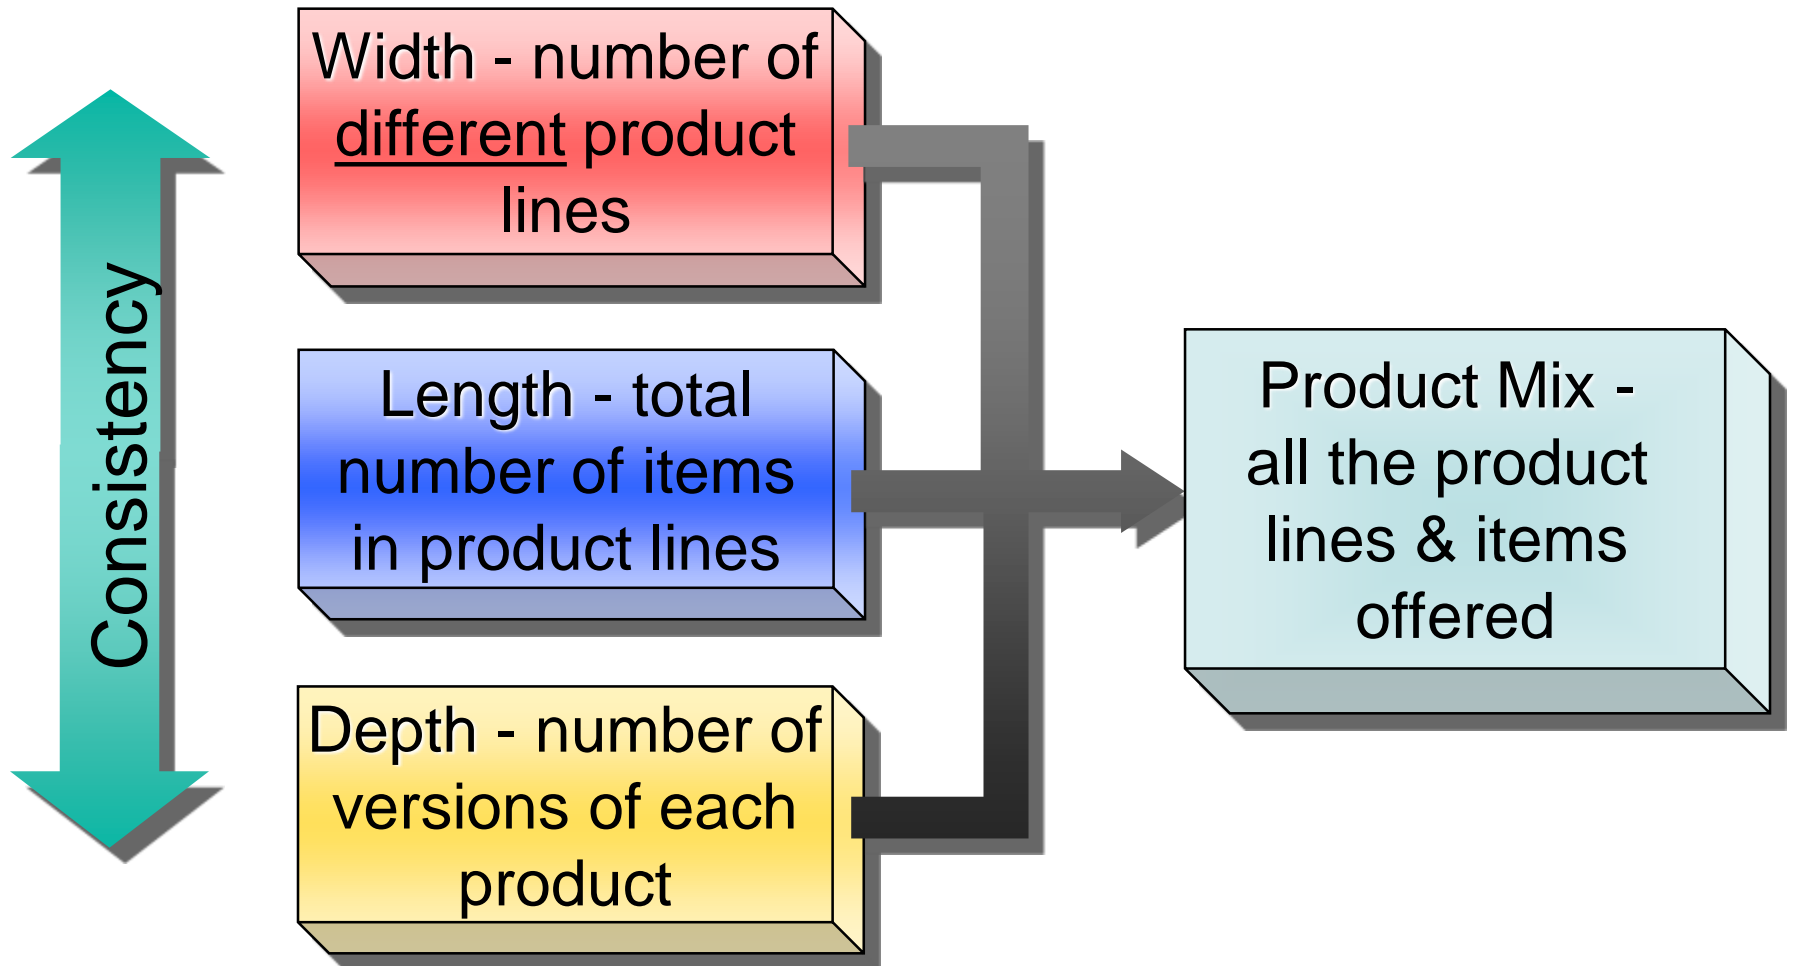 Width - number of
different product
lines
Consistency
Length - total
number of items
in product lines
Product Mix -
all the product
lines & items
offered
Depth - number of
versions of each
product